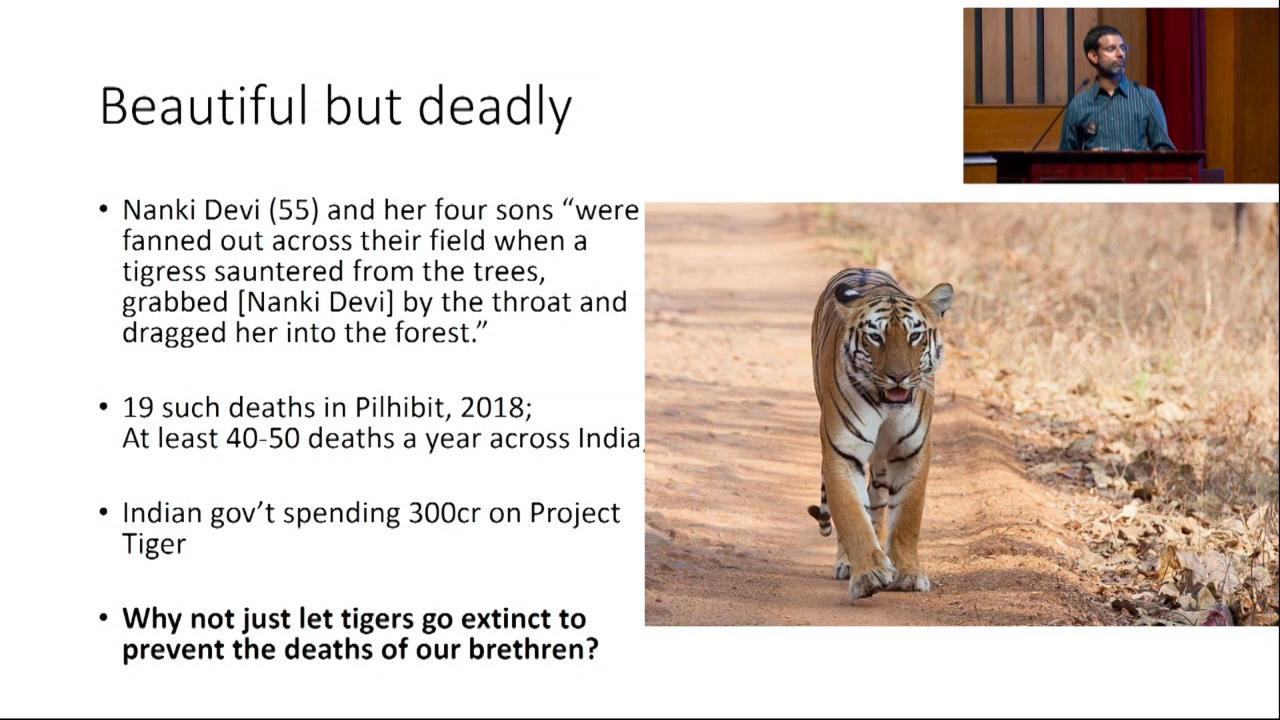 Beautiful but deadly
• Nanki Devi (55) and her four sons “were
fanned out across their field when a
tigress sauntered from the trees,
grabbed [Nanki Devi] by the throat and
dragged her into the forest.”
• 19 such deaths in Pilhibit, 2018;
At least 40-50 deaths a year across India,
• Indian gov’t spending 300cr on Project
Tiger
• Why not just let tigers go extinct to
prevent the deaths of our brethren?